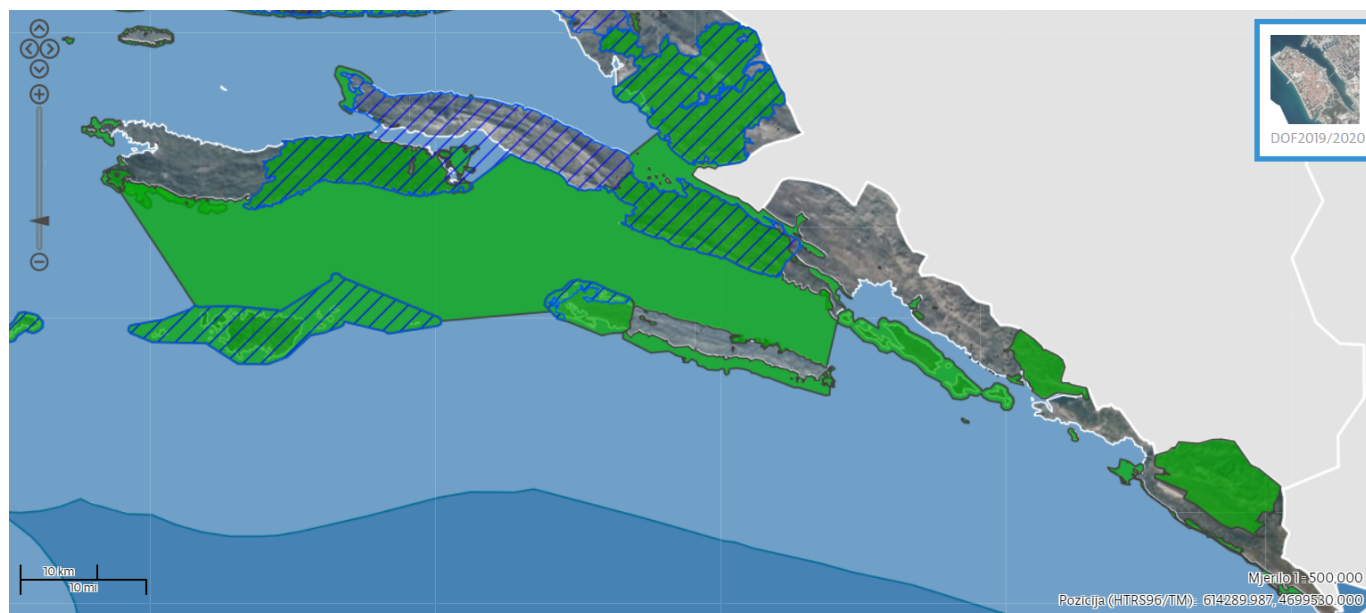 DOF2019/2020
10 km
10 mi
Mjerilo 1=500,000
Pozicija (HTRS96/TM): 614289.987, 4699530.000